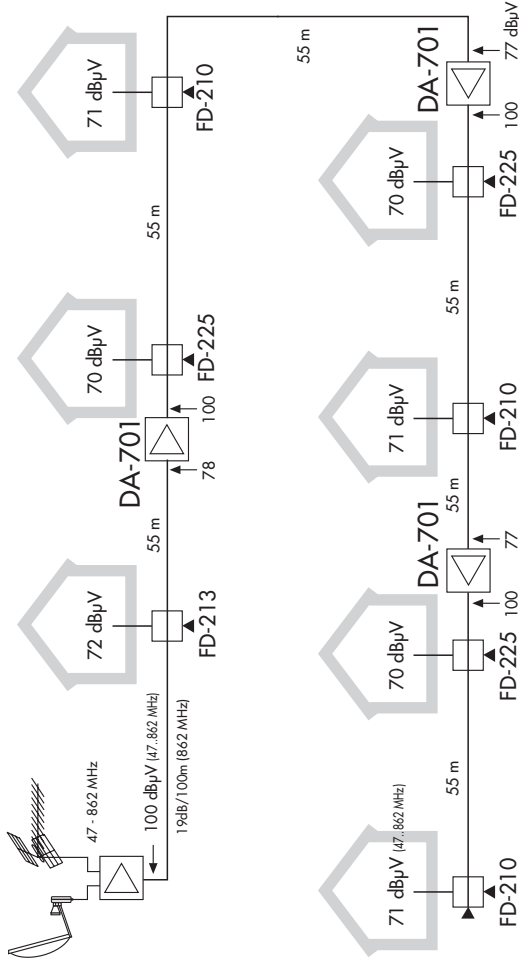 47 - 862 MHz
100 dBµV (47..862 MHz)
19dB/100m (862 MHz)
72 dBµV
FD-213
55 m
78
DA-701
100
70 dBµV
FD-225
55 m
71 dBµV
FD-210
55 m
77 dBµV
DA-701
100
70 dBµV
FD-225
55 m
71 dBµV
FD-210
55 m
77
DA-701
100
70 dBµV
FD-225
55 m
71 dBµV (47..862 MHz)
FD-210